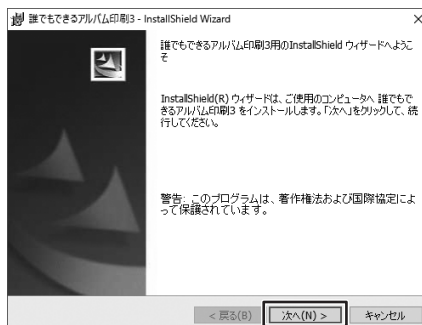 誰でもできるアルバム印刷3 - InstallShield Wizard
誰でもできるアルバム印刷3用のInstallShield ウィザードへようこ
そ
InstallShield(R) ウィザードは、ご使用のコンピュータへ 誰でもで
きるアルバム印刷3 をインストールします。「次へ」をクリックして、続
行してください。
警告: このプログラムは、著作権法および国際協定によ
って保護されています。
< 戻る(B)
次へ(N) >
キャンセル